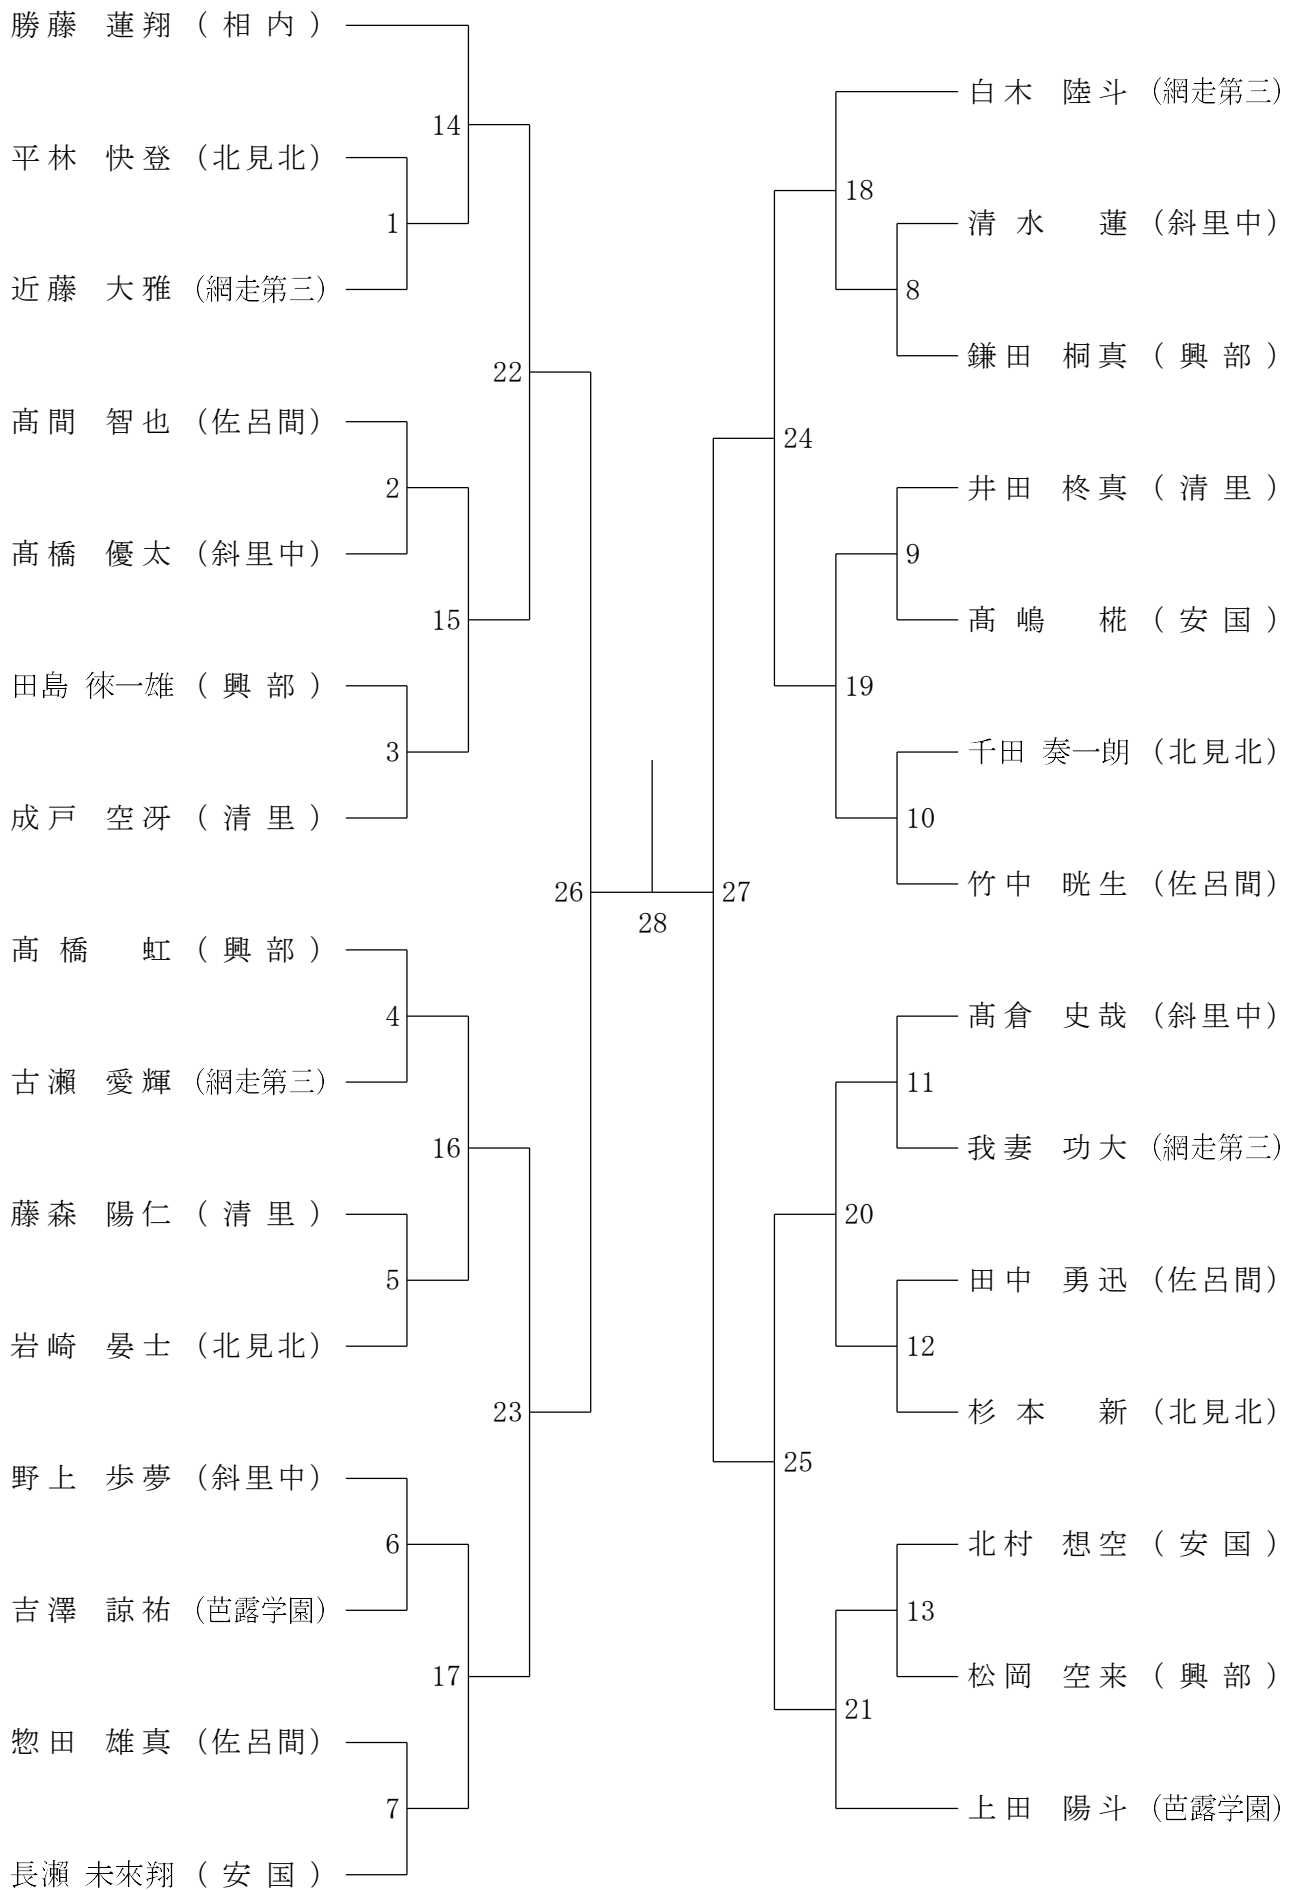 勝藤 蓮翔 (相内)
14
平林 快登 (北見北)
1
近藤 大雅 (網走第三)
22
髙間 智也 (佐呂間)
2
髙橋 優太 (斜里中)
15
田島 徠一雄 (興部)
3
成戸 空冴 (清里)
26
髙橋 虹 (興部)
4
古瀬 愛輝 (網走第三)
16
藤森 陽仁 (清里)
5
岩崎 晏士 (北見北)
23
野上 歩夢 (斜里中)
6
吉澤 諒祐 (芭露学園)
17
惣田 雄真 (佐呂間)
7
長瀬 未來翔 (安国)
28
白木 陸斗 (網走第三)
18
清水 蓮 (斜里中)
8
鎌田 桐真 (興部)
24
井田 柊真 (清里)
9
髙嶋 椛 (安国)
19
千田 奏一朗 (北見北)
10
竹中 晄生 (佐呂間)
27
髙倉 史哉 (斜里中)
11
我妻 功大 (網走第三)
20
田中 勇迅 (佐呂間)
12
杉本 新 (北見北)
25
北村 想空 (安国)
13
松岡 空来 (興部)
21
上田 陽斗 (芭露学園)